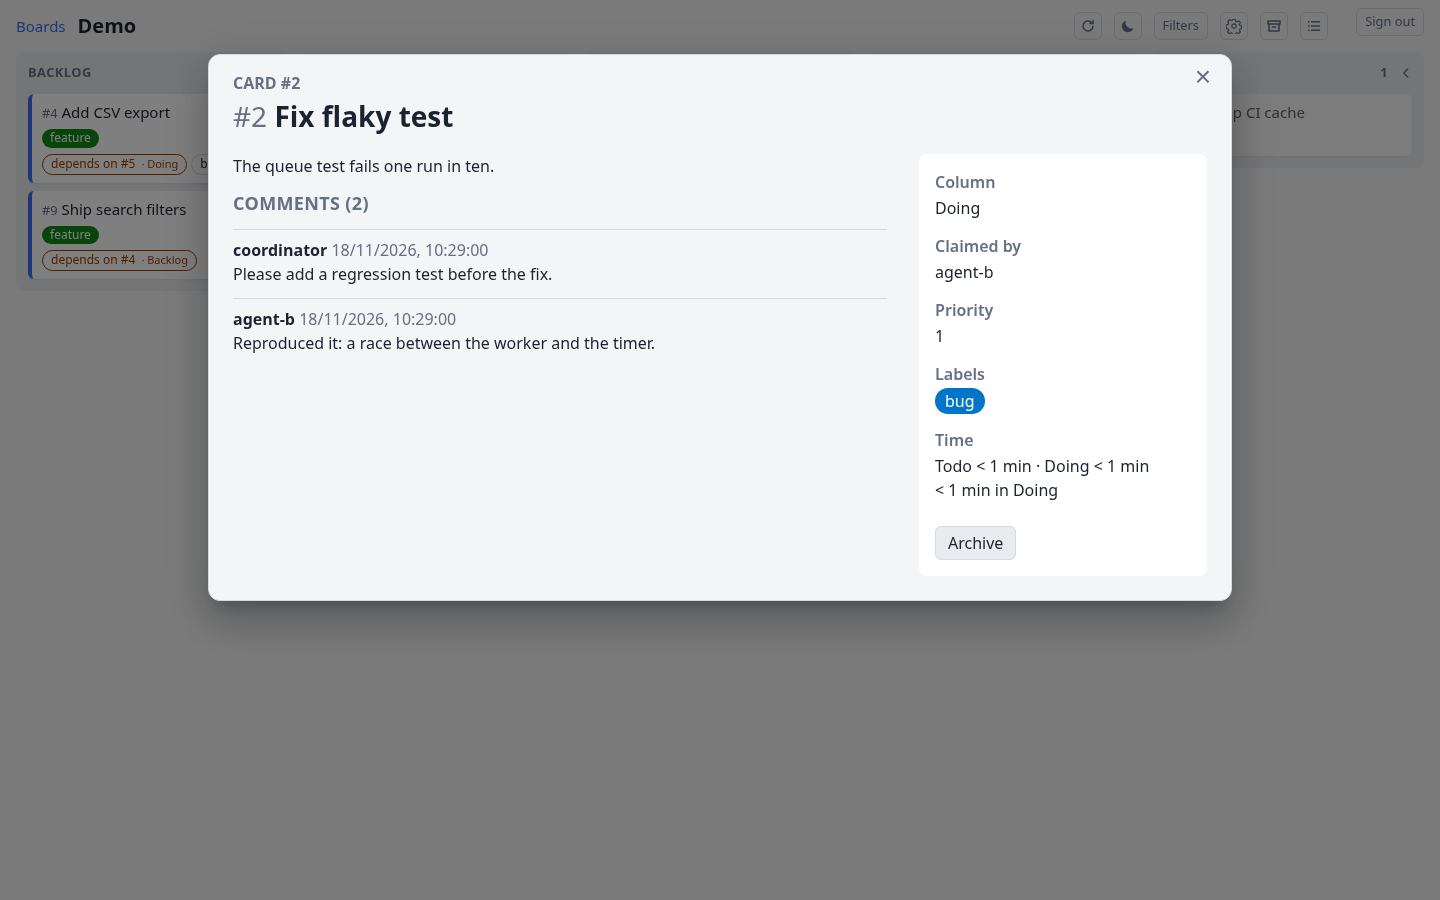 Boards Demo Filters Sign out
BACKLOG
#4 Add CSV export
feature
depends on #5 · Doing b
#9 Ship search filters
feature
depends on #4 · Backlog
1
p CI cache
CARD #2
#2 Fix flaky test
The queue test fails one run in ten.
COMMENTS (2)
coordinator 18/11/2026, 10:29:00
Please add a regression test before the fix.
agent-b 18/11/2026, 10:29:00
Reproduced it: a race between the worker and the timer.
Column
Doing
Claimed by
agent-b
Priority
1
Labels
bug
Time
Todo < 1 min · Doing < 1 min
< 1 min in Doing
Archive